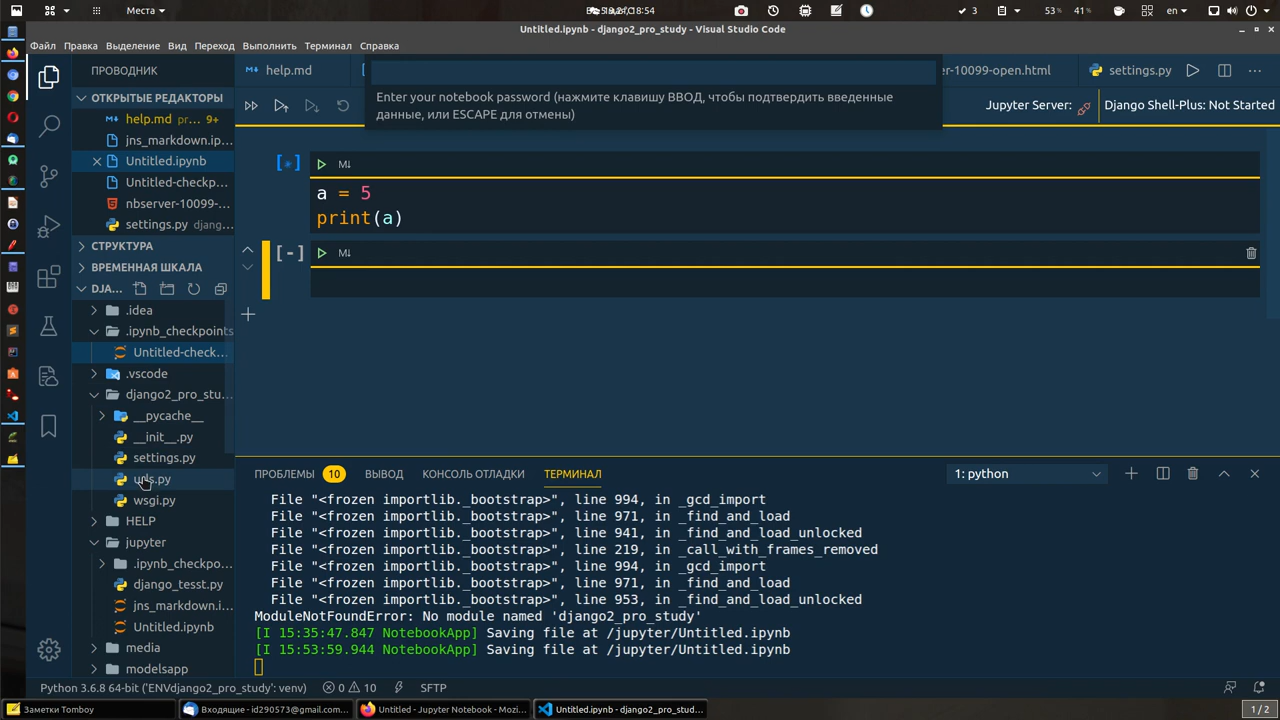 Места
18:54
3
53%
41%
en
Untitled.ipynb - django2_pro_study - Visual Studio Code
Файл Правка Выделение Вид Переход Выполнить Терминал Справка
ПРОВОДНИК
help.md
r-10099-open.html
settings.py
Enter your notebook password (нажмите клавишу ВВОД, чтобы подтвердить введенные
данные, или ESCAPE для отмены)
Jupyter Server:
Django Shell-Plus: Not Started
ОТКРЫТЫЕ РЕДАКТОРЫ
help.md pro... 9+
jns_markdown.ip...
Untitled.ipynb
Untitled-checkp...
nbserver-10099-...
settings.py djang...
СТРУКТУРА
ВРЕМЕННАЯ ШКАЛА
DJA...
.idea
.ipynb_checkpoints
Untitled-check...
.vscode
django2_pro_stu...
__pycache__
__init__.py
settings.py
urls.py
wsgi.py
HELP
jupyter
.ipynb_checkpo...
django_tesst.py
jns_markdown.i...
Untitled.ipynb
media
modelsapp
[*] M↓
a = 5
print(a)
[-] M↓
ПРОБЛЕМЫ 10 ВЫВОД КОНСОЛЬ ОТЛАДКИ ТЕРМИНАЛ
1: python
File "<frozen importlib._bootstrap>", line 994, in _gcd_import
File "<frozen importlib._bootstrap>", line 971, in _find_and_load
File "<frozen importlib._bootstrap>", line 941, in _find_and_load_unlocked
File "<frozen importlib._bootstrap>", line 219, in _call_with_frames_removed
File "<frozen importlib._bootstrap>", line 994, in _gcd_import
File "<frozen importlib._bootstrap>", line 971, in _find_and_load
File "<frozen importlib._bootstrap>", line 953, in _find_and_load_unlocked
ModuleNotFoundError: No module named 'django2_pro_study'
[I 15:35:47.847 NotebookApp] Saving file at /jupyter/Untitled.ipynb
[I 15:53:59.944 NotebookApp] Saving file at /jupyter/Untitled.ipynb
Python 3.6.8 64-bit ('ENVdjango2_pro_study': venv) 0 10 SFTP
Заметки Tomboy
Входящие - id290573@gmail.com...
Untitled - Jupyter Notebook - Mozi...
Untitled.ipynb - django2_pro_stud...
1 / 2